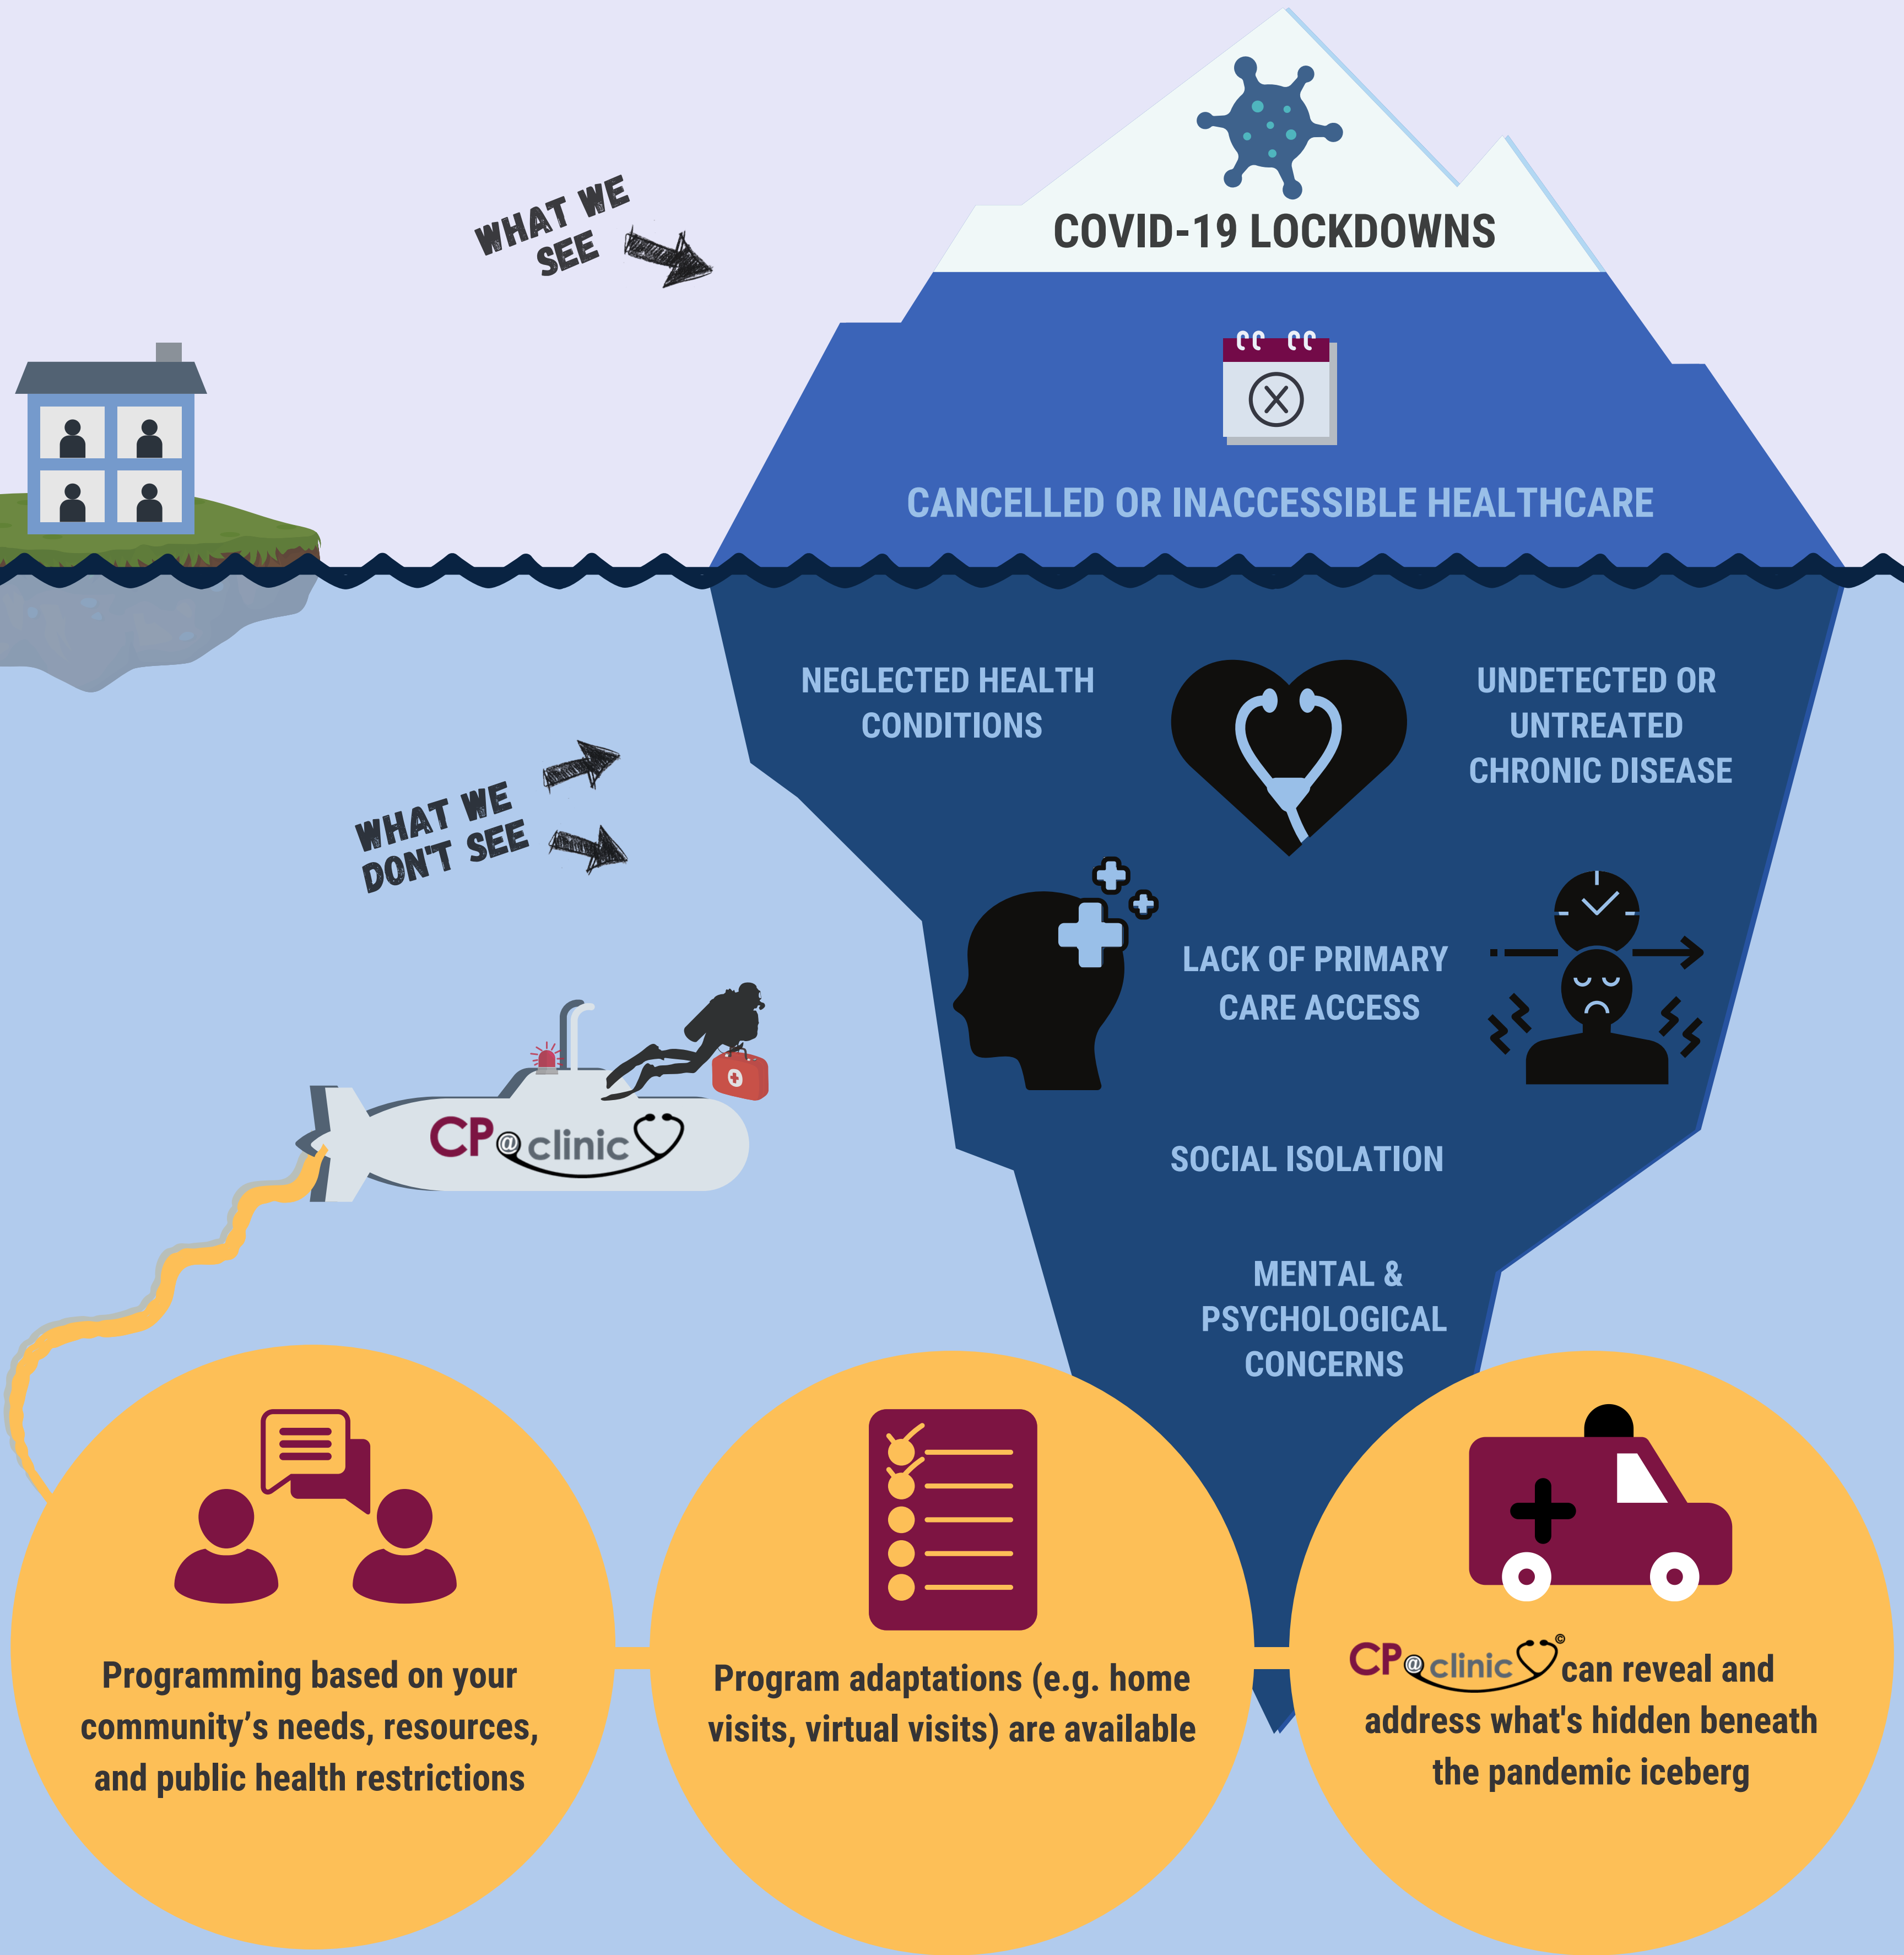 WHAT WE
SEE
COVID-19 LOCKDOWNS
CANCELLED OR INACCESSIBLE HEALTHCARE
NEGLECTED HEALTH
CONDITIONS
UNDETECTED OR
UNTREATED
CHRONIC DISEASE
WHAT WE
DON'T SEE
LACK OF PRIMARY
CARE ACCESS
CP@clinic
SOCIAL ISOLATION
MENTAL &
PSYCHOLOGICAL
CONCERNS
Programming based on your
community’s needs, resources,
and public health restrictions
Program adaptations (e.g. home
visits, virtual visits) are available
CP@clinic © can reveal and
address what's hidden beneath
the pandemic iceberg